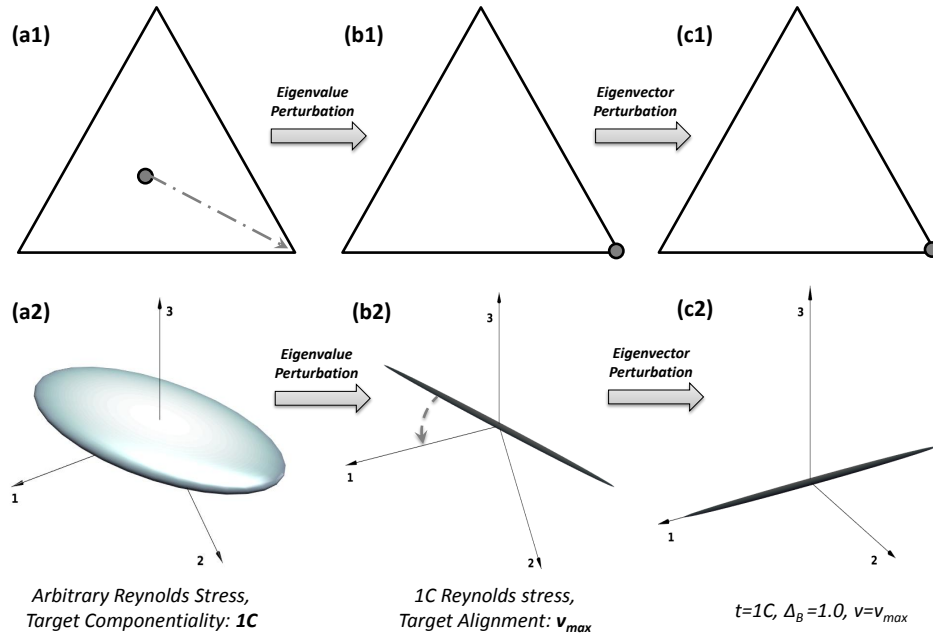 (a1)
(b1)
(c1)
Eigenvalue
Perturbation
Eigenvector
Perturbation
(a2)
(b2)
(c2)
3
3
3
Eigenvalue
Perturbation
Eigenvector
Perturbation
1
1
1
2
2
2
Arbitrary Reynolds Stress,
Target Componentiality: 1C
1C Reynolds stress,
Target Alignment: v_max
t=1C, Δ_B=1.0, v=v_max